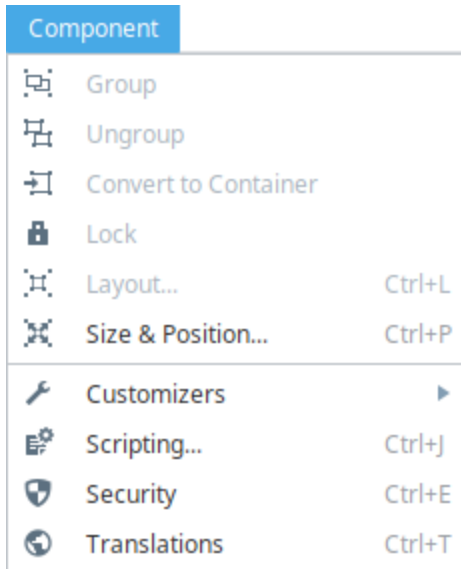 Component
Group
Ungroup
Convert to Container
Lock
Layout... Ctrl+L
Size & Position... Ctrl+P
Customizers
Scripting... Ctrl+J
Security Ctrl+E
Translations Ctrl+T